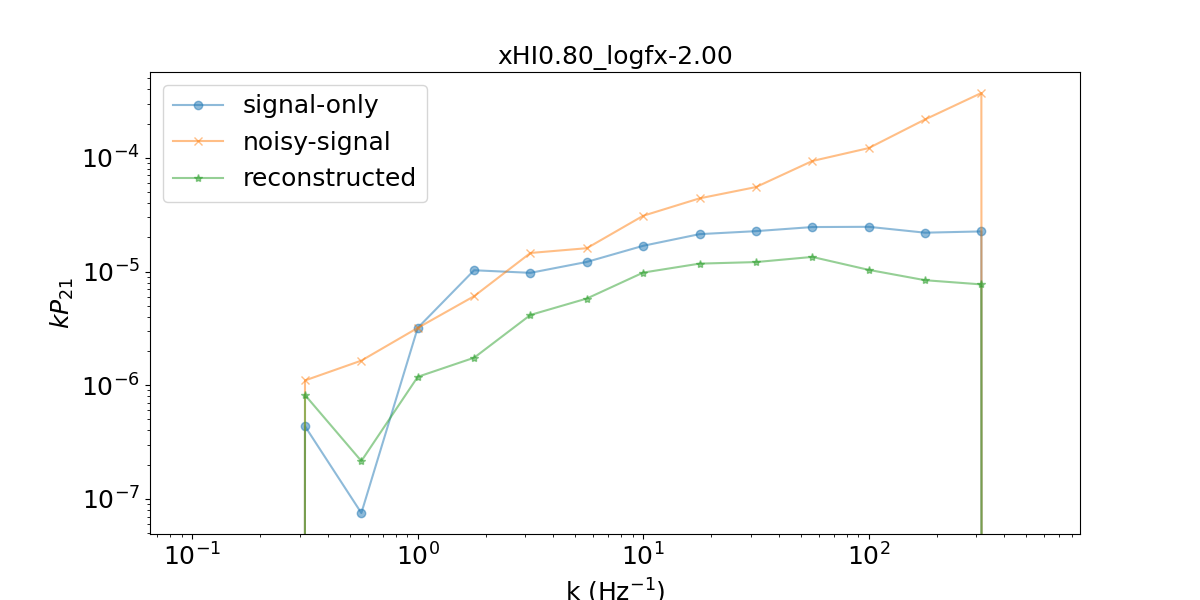 xHI0.80_logfx-2.00
signal-only
noisy-signal
reconstructed
10⁻⁴
10⁻⁵
10⁻⁶
10⁻⁷
kP₂₁
10⁻¹ 10⁰ 10¹ 10²
k (Hz⁻¹)